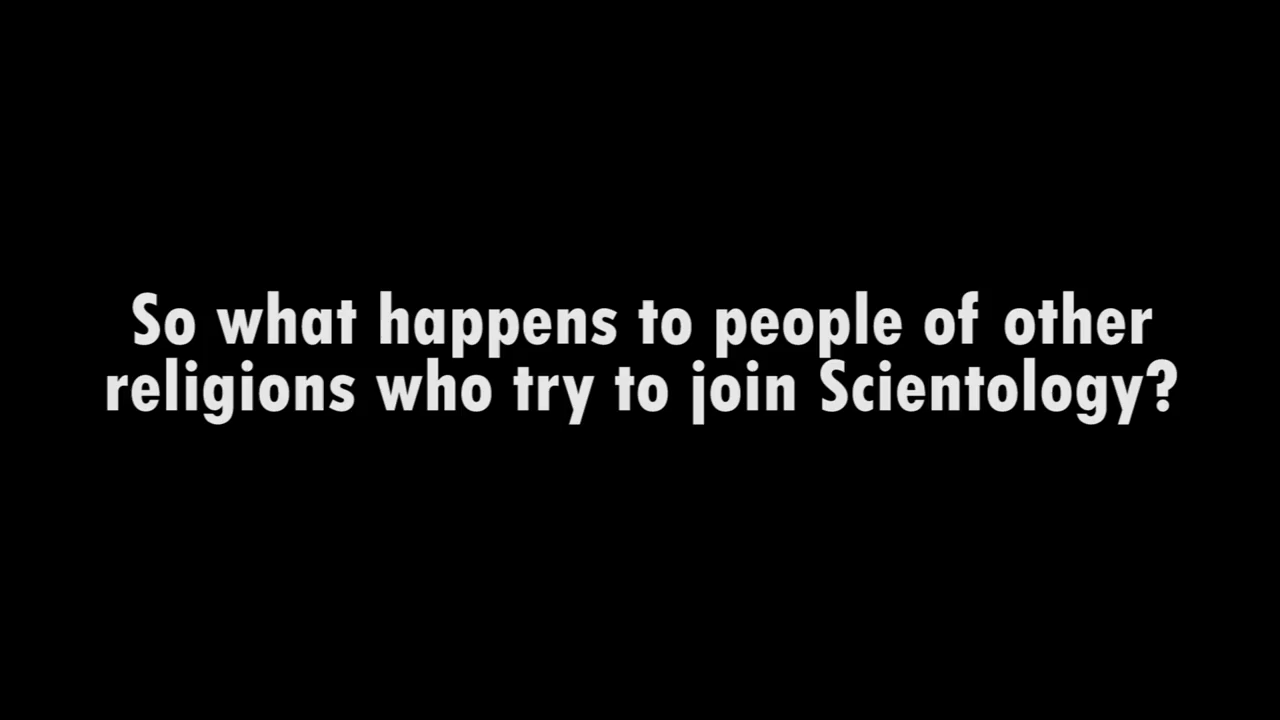 So what happens to people of other
religions who try to join Scientology?